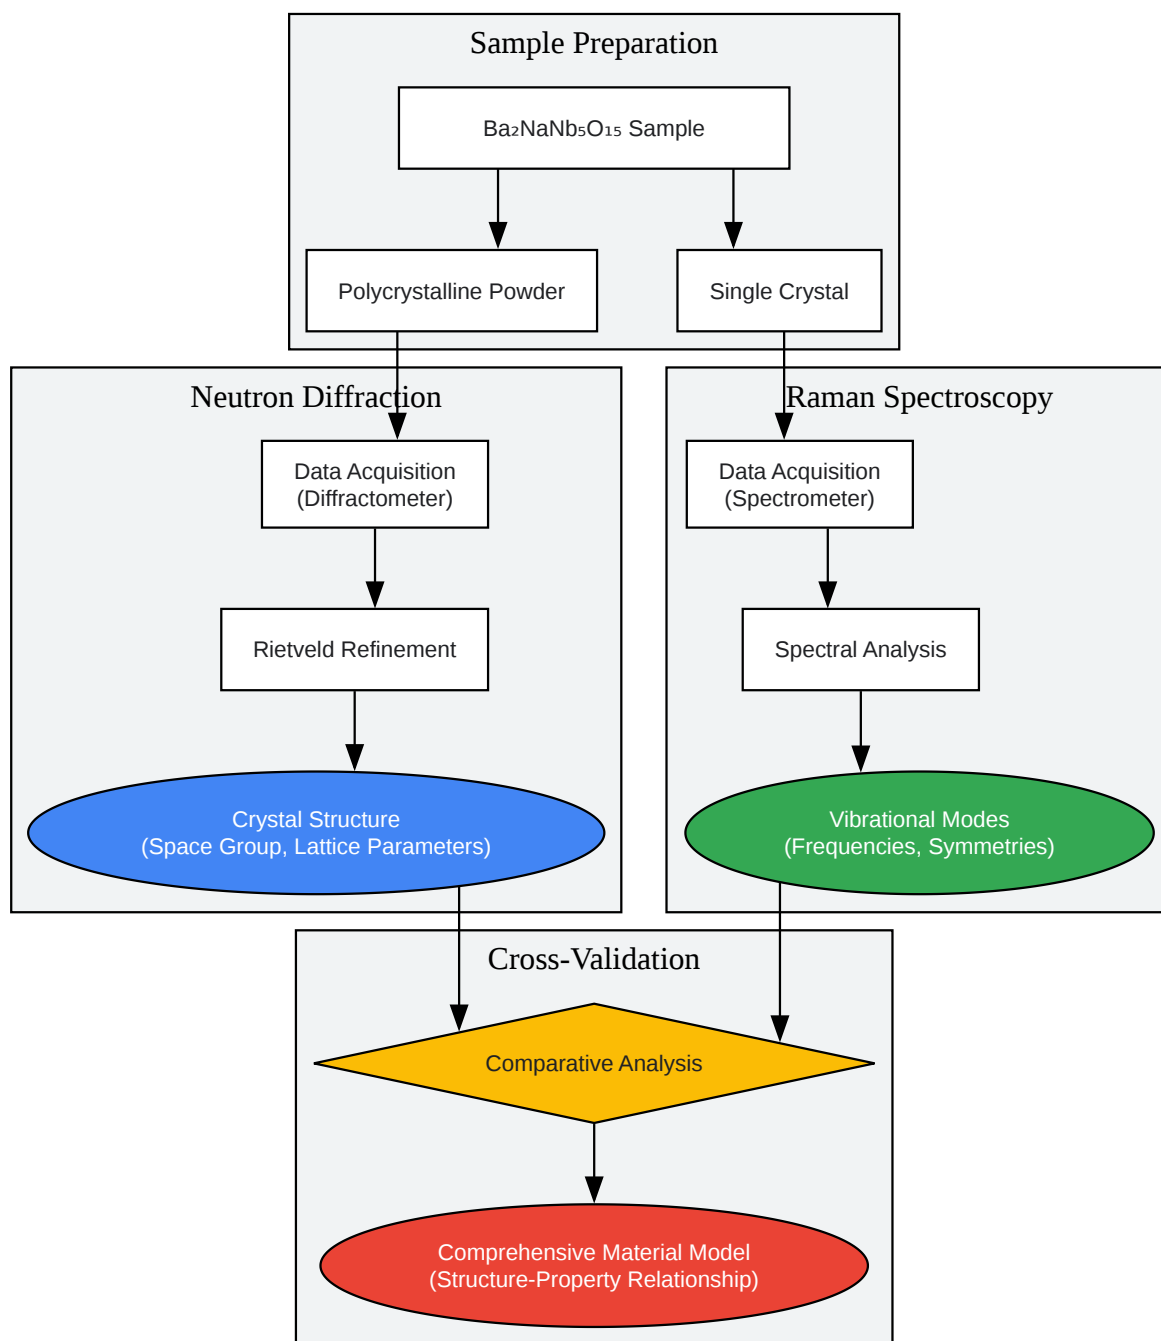 Sample Preparation
Ba₂NaNb₅O₁₅ Sample
Polycrystalline Powder
Single Crystal
Neutron Diffraction
Data Acquisition
(Diffractometer)
Rietveld Refinement
Crystal Structure
(Space Group, Lattice Parameters)
Raman Spectroscopy
Data Acquisition
(Spectrometer)
Spectral Analysis
Vibrational Modes
(Frequencies, Symmetries)
Cross-Validation
Comparative Analysis
Comprehensive Material Model
(Structure-Property Relationship)